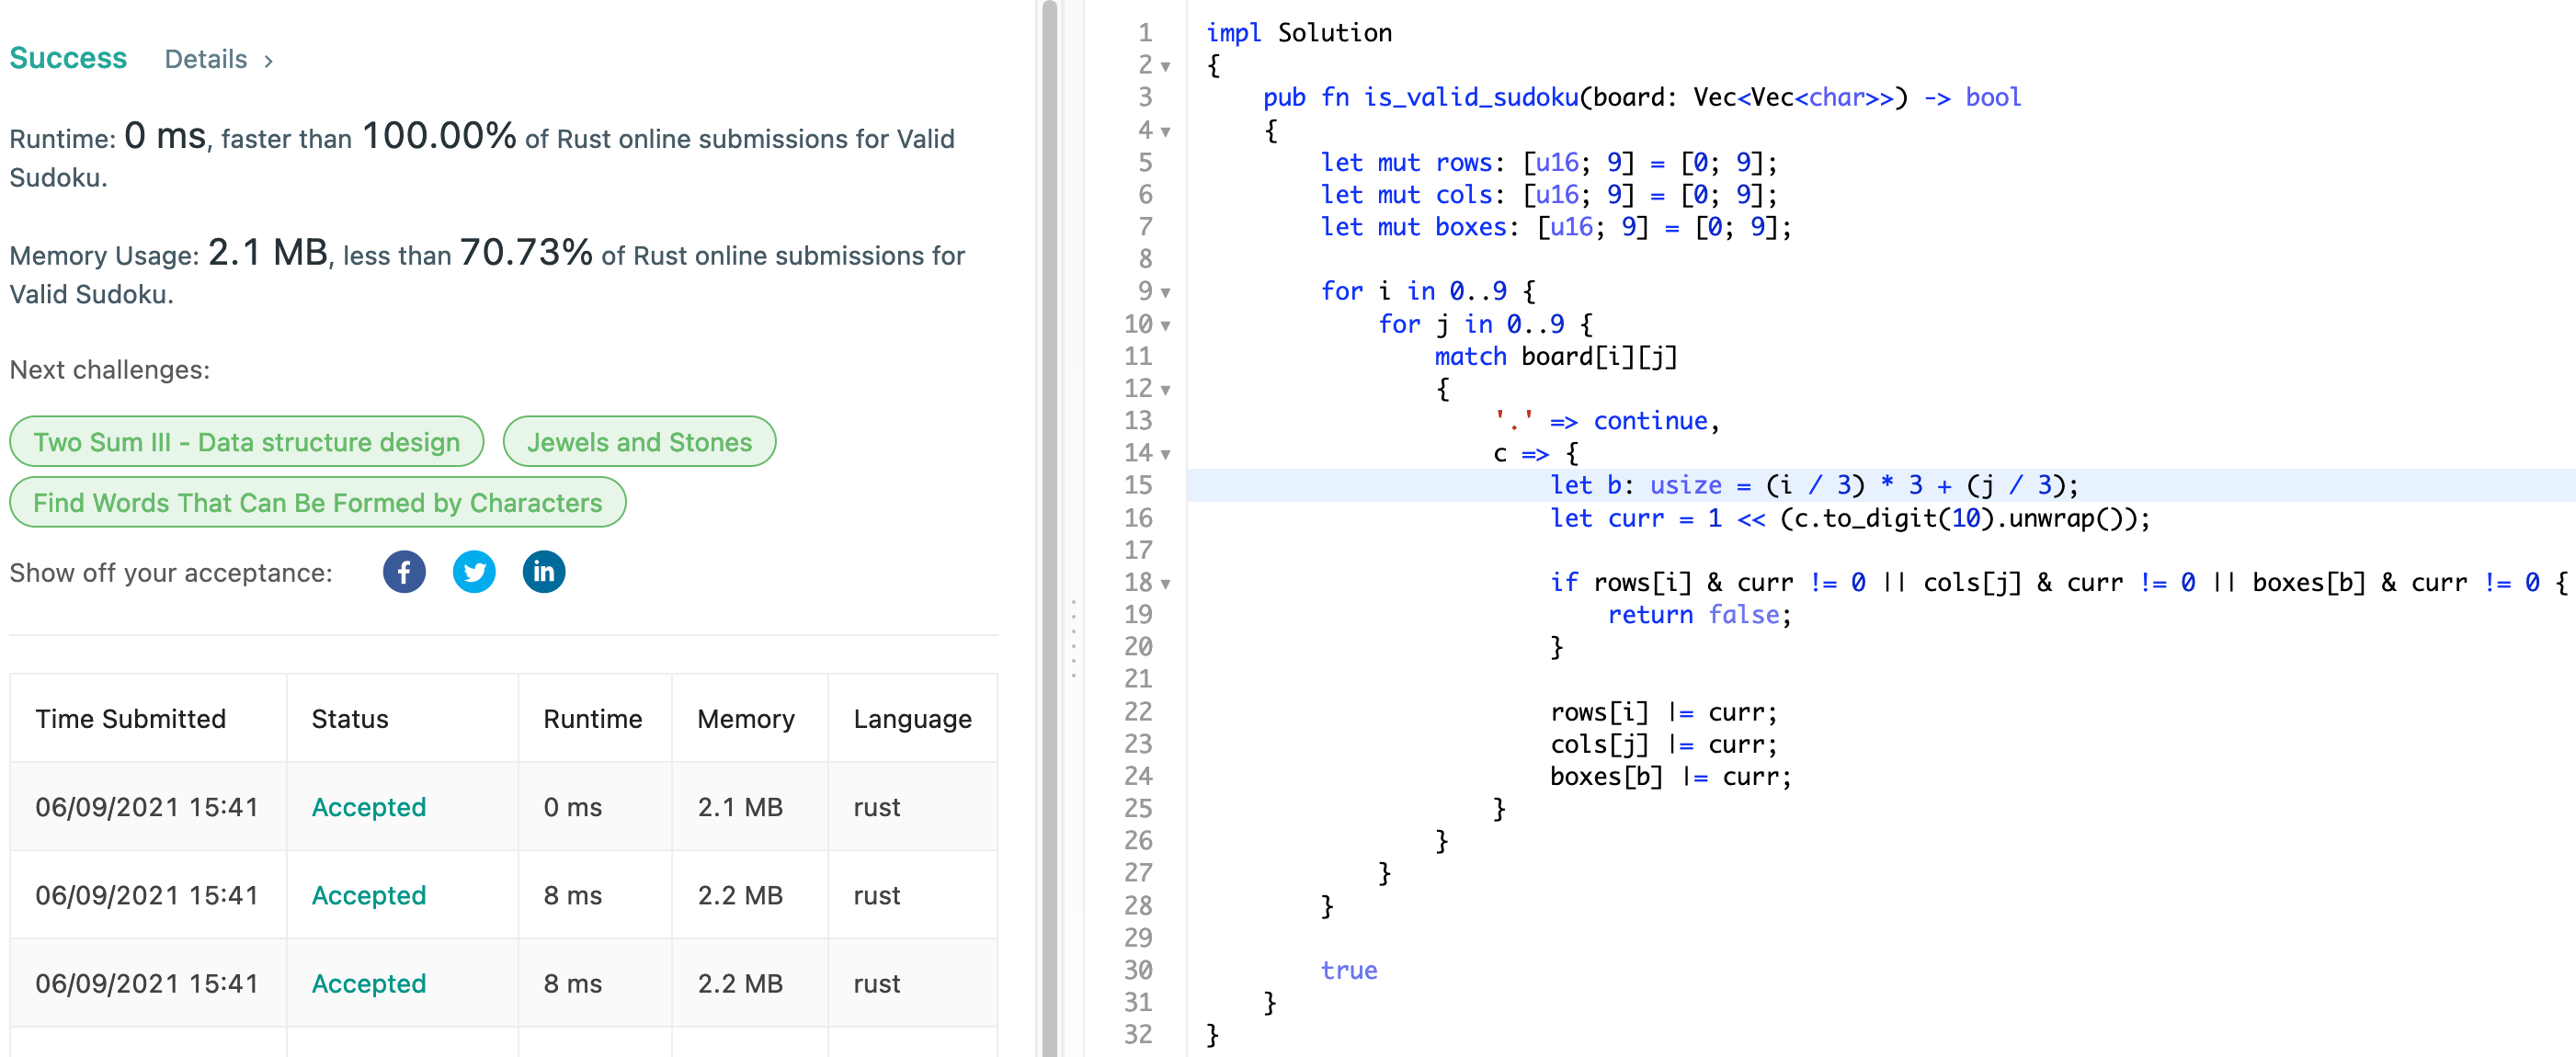 Success Details >
Runtime: 0 ms, faster than 100.00% of Rust online submissions for Valid
Sudoku.
Memory Usage: 2.1 MB, less than 70.73% of Rust online submissions for
Valid Sudoku.
Next challenges:
Two Sum III - Data structure design Jewels and Stones
Find Words That Can Be Formed by Characters
Show off your acceptance: f in
Time Submitted Status Runtime Memory Language
06/09/2021 15:41 Accepted 0 ms 2.1 MB rust
06/09/2021 15:41 Accepted 8 ms 2.2 MB rust
06/09/2021 15:41 Accepted 8 ms 2.2 MB rust
1 impl Solution
2 {
3     pub fn is_valid_sudoku(board: Vec<Vec<char>>) -> bool
4     {
5         let mut rows: [u16; 9] = [0; 9];
6         let mut cols: [u16; 9] = [0; 9];
7         let mut boxes: [u16; 9] = [0; 9];
8
9         for i in 0..9 {
10             for j in 0..9 {
11                 match board[i][j]
12                 {
13                     '.' => continue,
14                     c => {
15                         let b: usize = (i / 3) * 3 + (j / 3);
16                         let curr = 1 << (c.to_digit(10).unwrap());
17
18                         if rows[i] & curr != 0 || cols[j] & curr != 0 || boxes[b] & curr != 0 {
19                             return false;
20                         }
21
22                         rows[i] |= curr;
23                         cols[j] |= curr;
24                         boxes[b] |= curr;
25                     }
26                 }
27             }
28         }
29
30         true
31     }
32 }